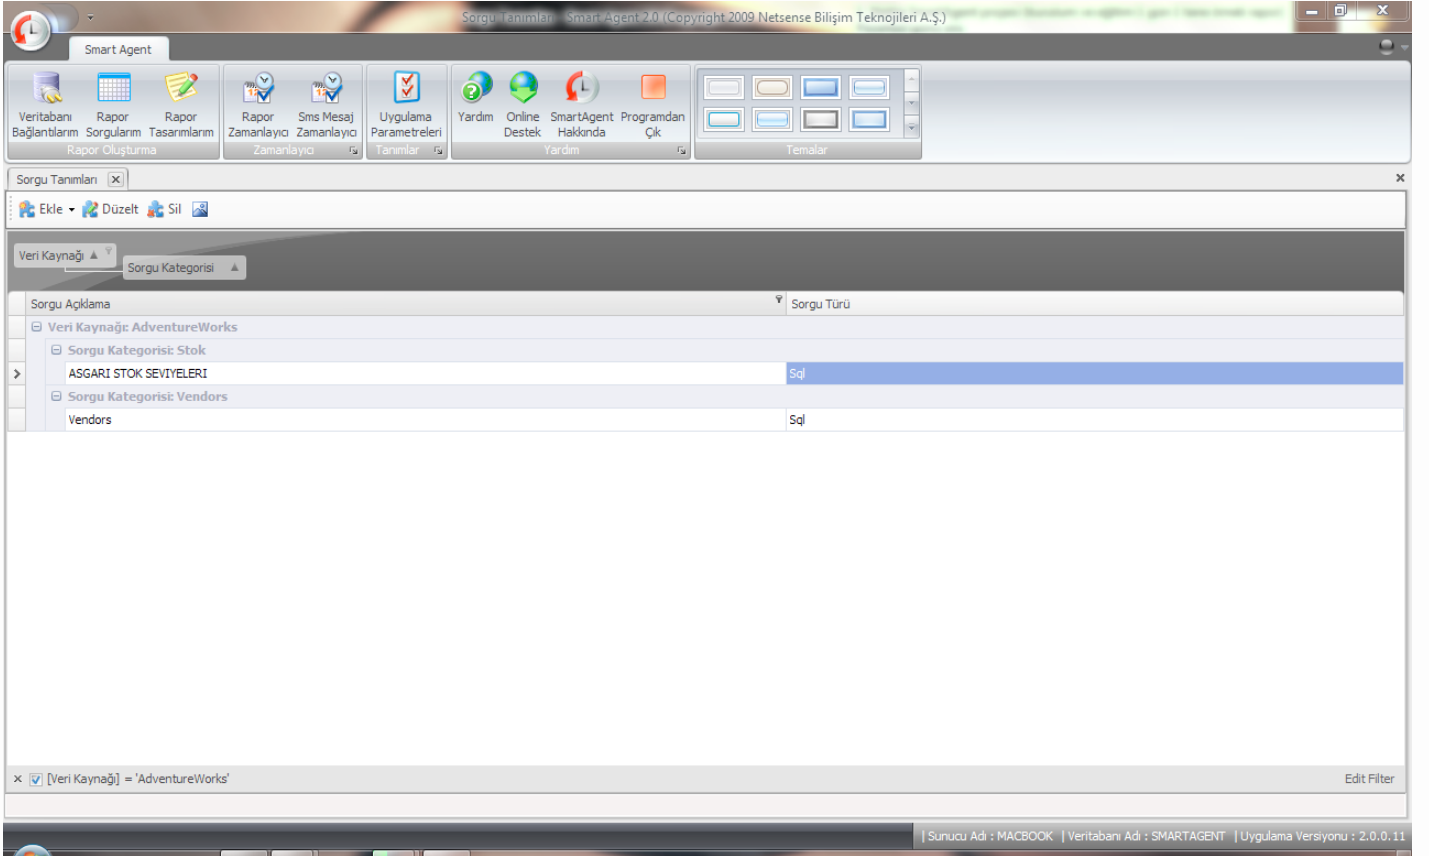 Sorgu Tanımları - Smart Agent 2.0 (Copyright 2009 Netsense Bilişim Teknojileri A.Ş.)
Smart Agent
Veritabanı Bağlantılarım
Rapor Sorgularım
Rapor Tasarımlarım
Rapor Zamanlayıcı
Sms Mesaj Zamanlayıcı
Uygulama Parametreleri
Yardım
Online Destek
SmartAgent Hakkında
Programdan Çık
Rapor Oluşturma
Zamanlayıcı
Tanımlar
Yardım
Temalar
Sorgu Tanımları
Ekle Düzelt Sil
Veri Kaynağı
Sorgu Kategorisi
Sorgu Açıklama Sorgu Türü
Veri Kaynağı: AdventureWorks
Sorgu Kategorisi: Stok
ASGARI STOK SEVIYELERI Sql
Sorgu Kategorisi: Vendors
Vendors Sql
[Veri Kaynağı] = 'AdventureWorks' Edit Filter
| Sunucu Adı : MACBOOK | Veritabanı Adı : SMARTAGENT | Uygulama Versiyonu : 2.0.0.11